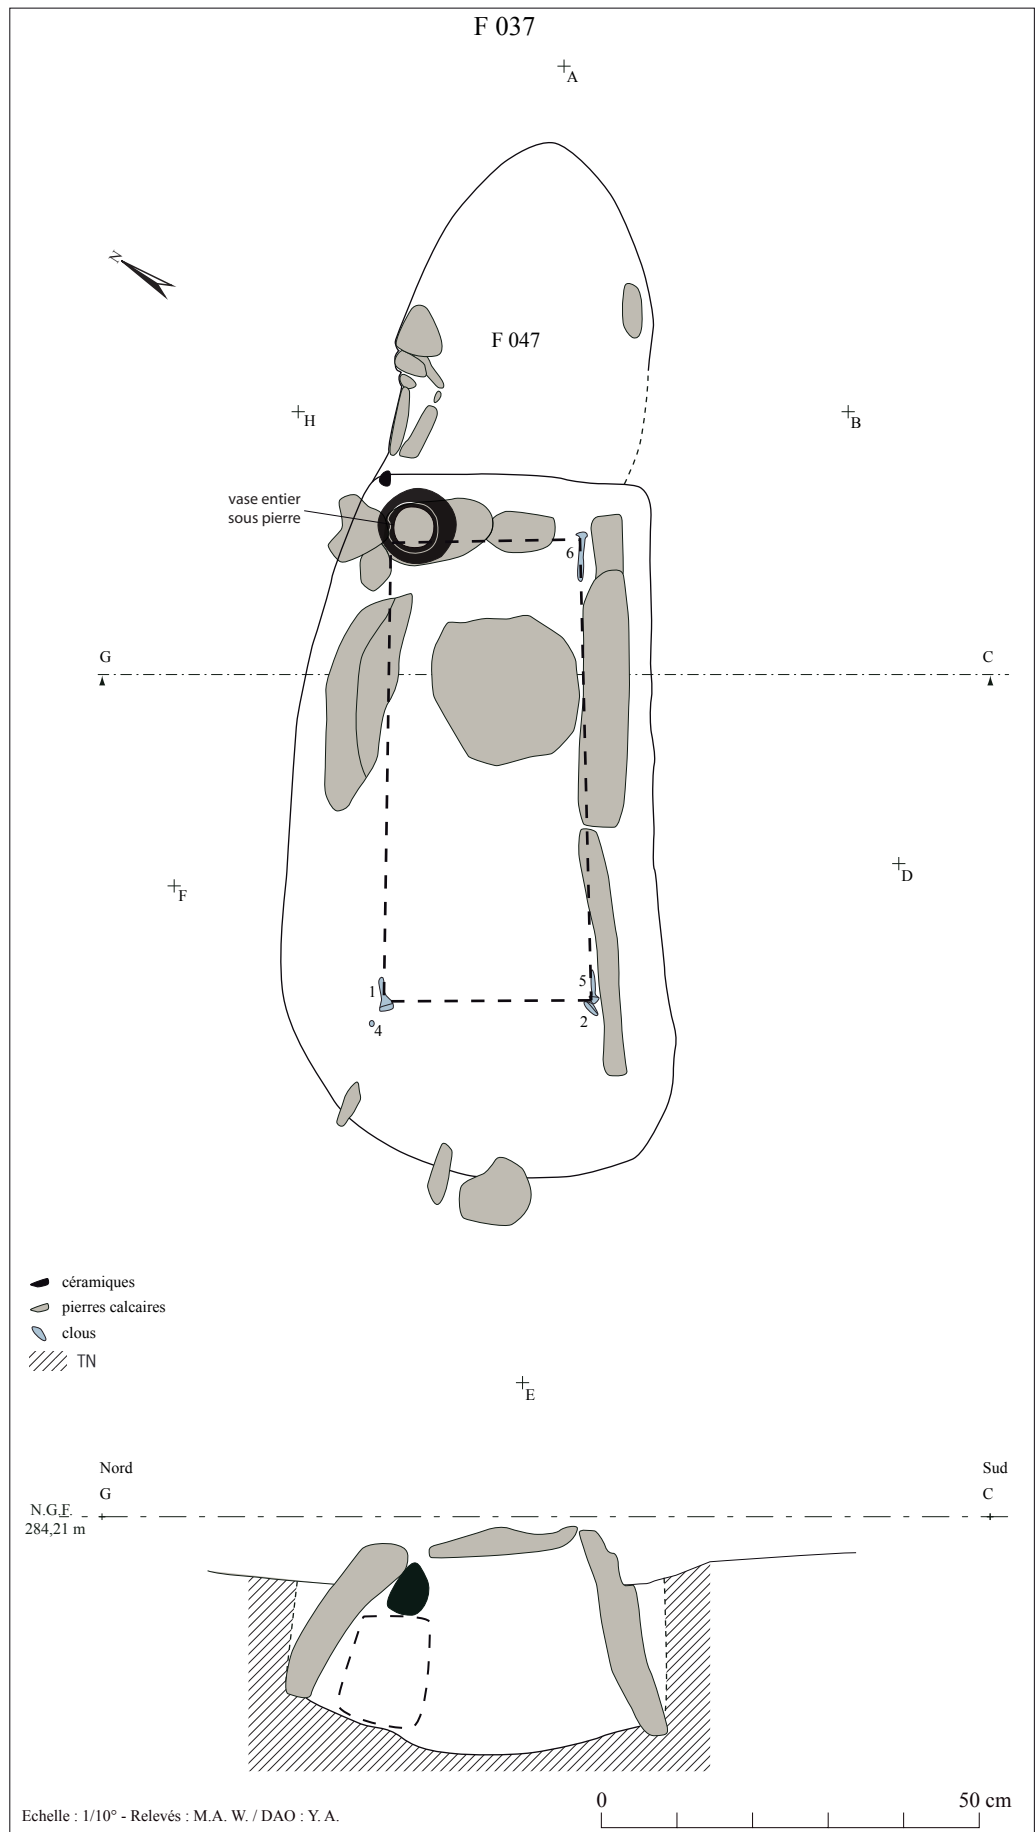 F 037
A
N
F 047
H
B
vase entier
sous pierre
6
G
C
D
F
1
5
4
2
céramiques
pierres calcaires
clous
TN
E
Nord
Sud
G
C
N.G.F.
284,21 m
0
50 cm
Echelle : 1/10° - Relevés : M.A. W. / DAO : Y. A.